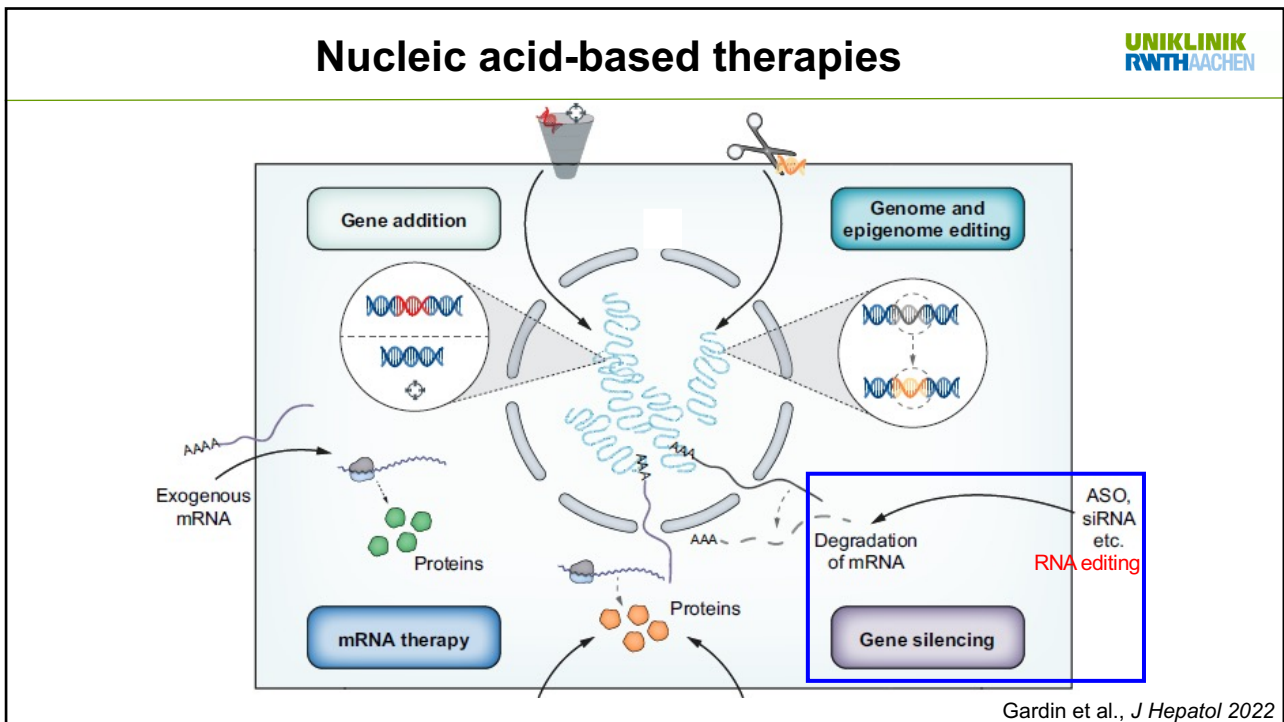 Nucleic acid-based therapies
UNIKLINIK
RWTHAACHEN
Gene addition
Genome and
epigenome editing
AAAA
Exogenous
mRNA
Proteins
AAA
AAA
AAA
Degradation
of mRNA
ASO,
siRNA
etc.
RNA editing
Proteins
mRNA therapy
Gene silencing
Gardin et al., J Hepatol 2022